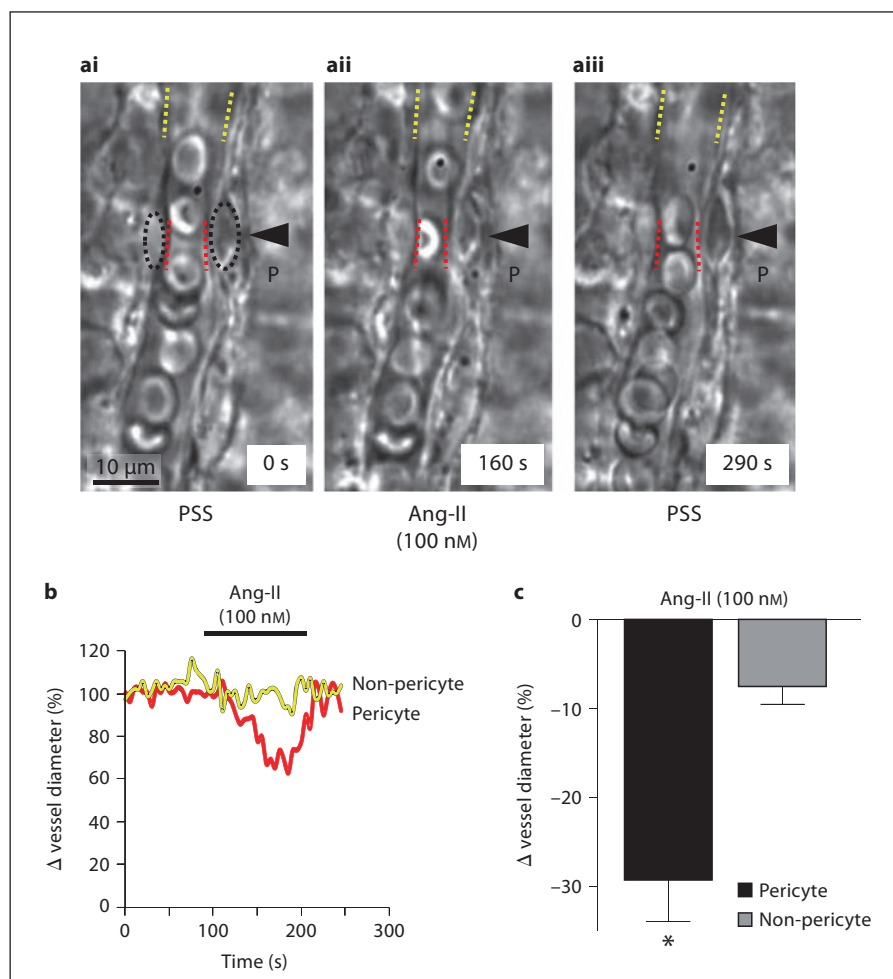 ai
aii
aiii
P
P
P
10 μm
0 s
160 s
290 s
PSS
Ang-II
(100 nM)
PSS
b
Ang-II
(100 nM)
120
100
80
60
40
20
0
Δ vessel diameter (%)
Non-pericyte
Pericyte
0
100
200
300
Time (s)
c
Ang-II (100 nM)
0
−10
−20
−30
Δ vessel diameter (%)
*
Pericyte
Non-pericyte